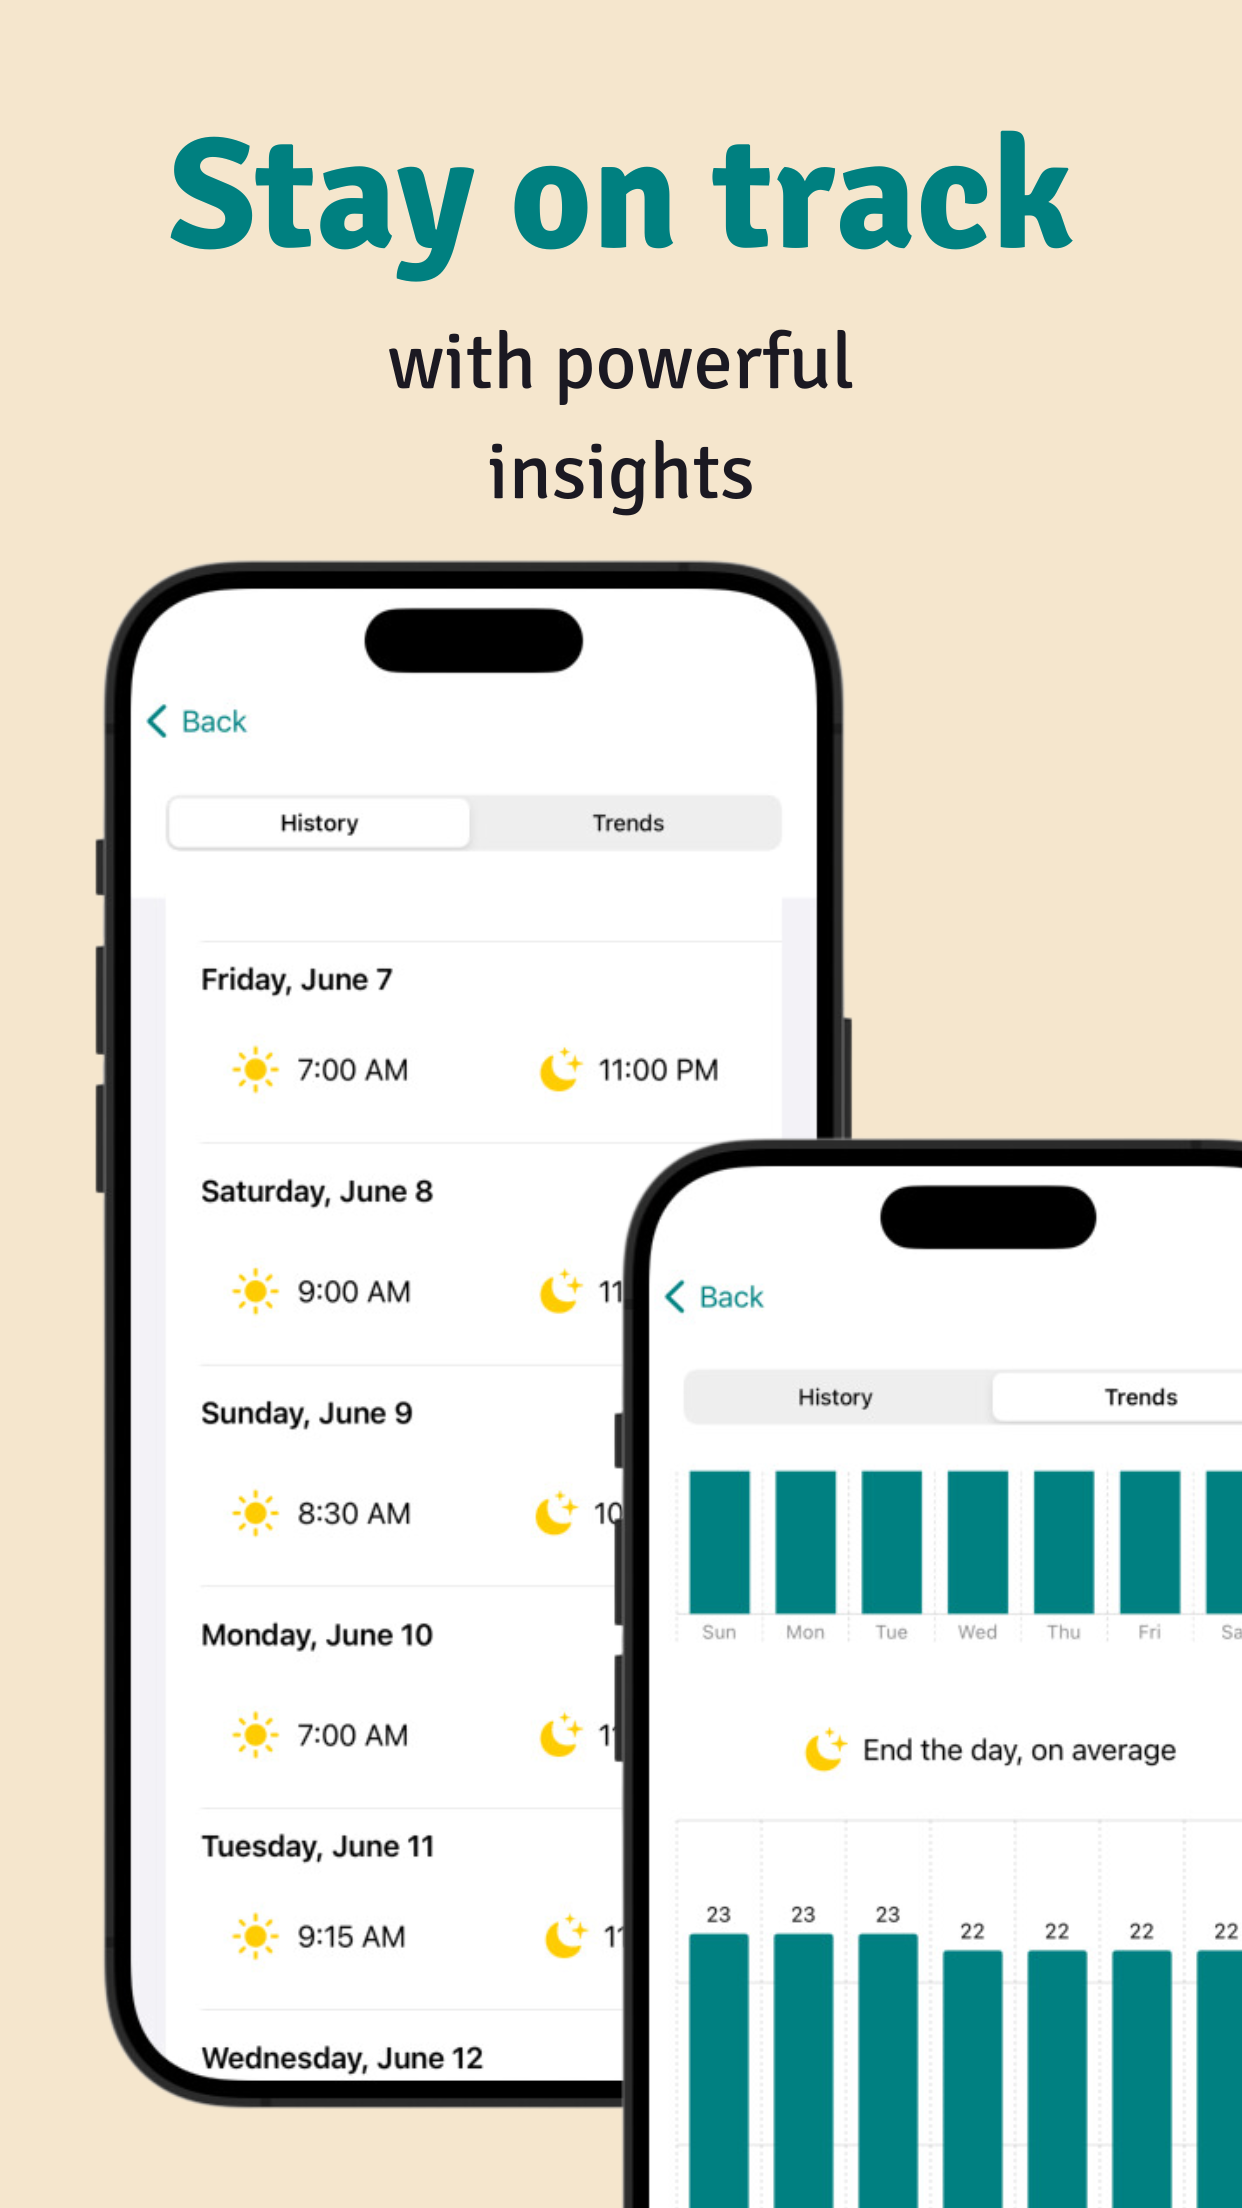 Stay on track
with powerful
insights
Back
History Trends
Friday, June 7
7:00 AM 11:00 PM
Saturday, June 8
9:00 AM 11
Sunday, June 9
8:30 AM 10
Monday, June 10
7:00 AM
Tuesday, June 11
9:15 AM
Wednesday, June 12
Back
History Trends
Sun Mon Tue Wed Thu Fri
End the day, on average
23 23 23 22 22 22 22